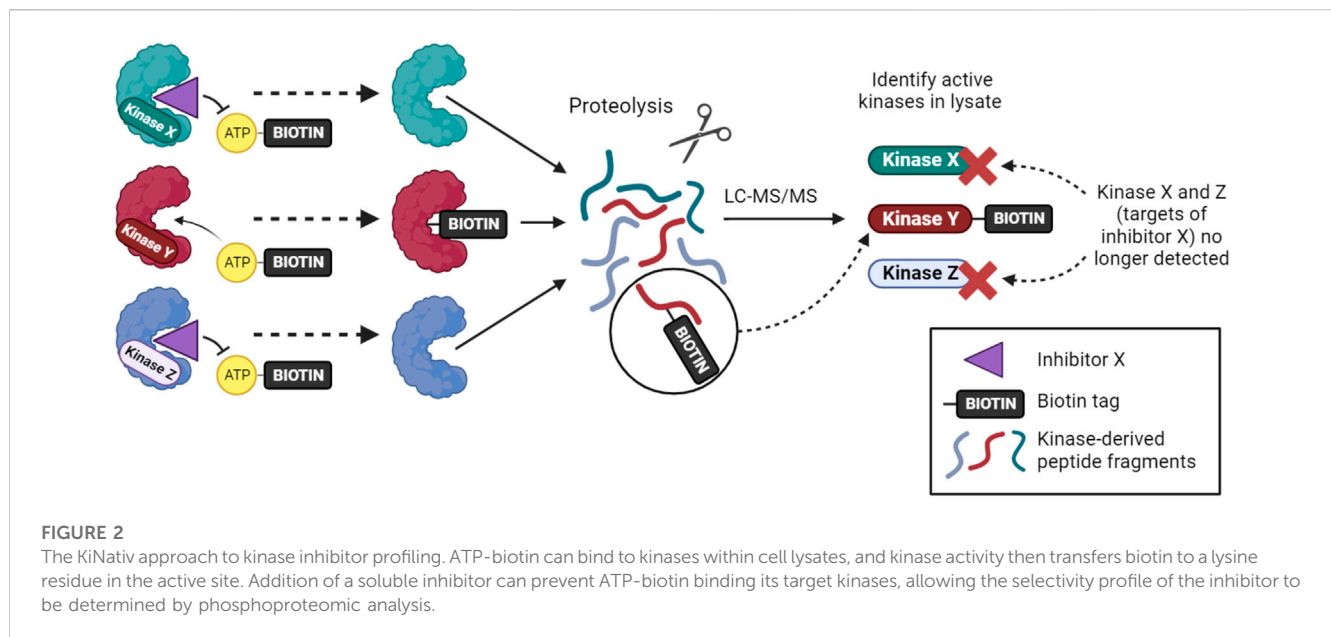 Kinase X
ATP
BIOTIN
Kinase Y
ATP
BIOTIN
Kinase Z
ATP
BIOTIN
BIOTIN
Proteolysis
BIOTIN
LC-MS/MS
Identify active
kinases in lysate
Kinase X
Kinase Y
BIOTIN
Kinase Z
Kinase X and Z
(targets of
inhibitor X) no
longer detected
Inhibitor X
BIOTIN
Biotin tag
Kinase-derived
peptide fragments
FIGURE 2
The KiNativ approach to kinase inhibitor profiling. ATP-biotin can bind to kinases within cell lysates, and kinase activity then transfers biotin to a lysine
residue in the active site. Addition of a soluble inhibitor can prevent ATP-biotin binding its target kinases, allowing the selectivity profile of the inhibitor to
be determined by phosphoproteomic analysis.